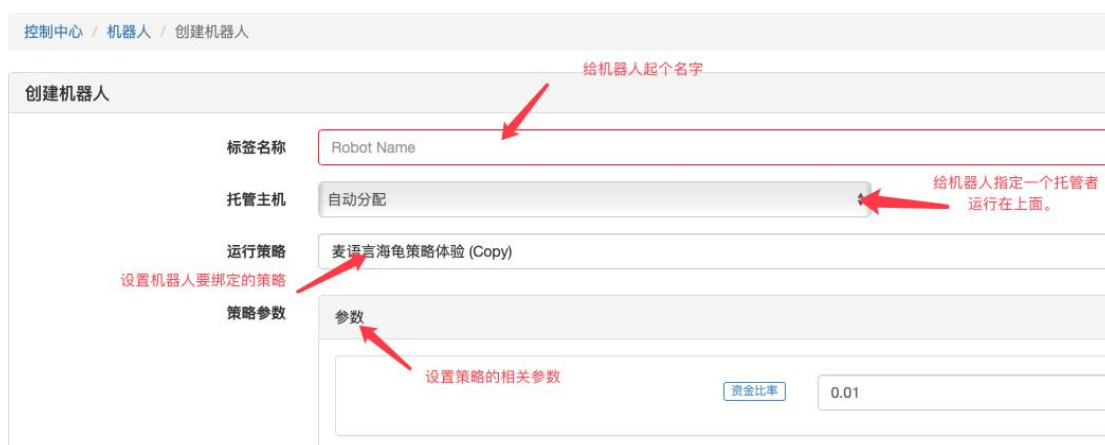 控制中心 / 机器人 / 创建机器人
给机器人起个名字
创建机器人
标签名称
Robot Name
给机器人指定一个托管者
运行在上面。
托管主机
自动分配
运行策略
麦语言海龟策略体验 (Copy)
设置机器人要绑定的策略
策略参数
参数
设置策略的相关参数
资金比率
0.01